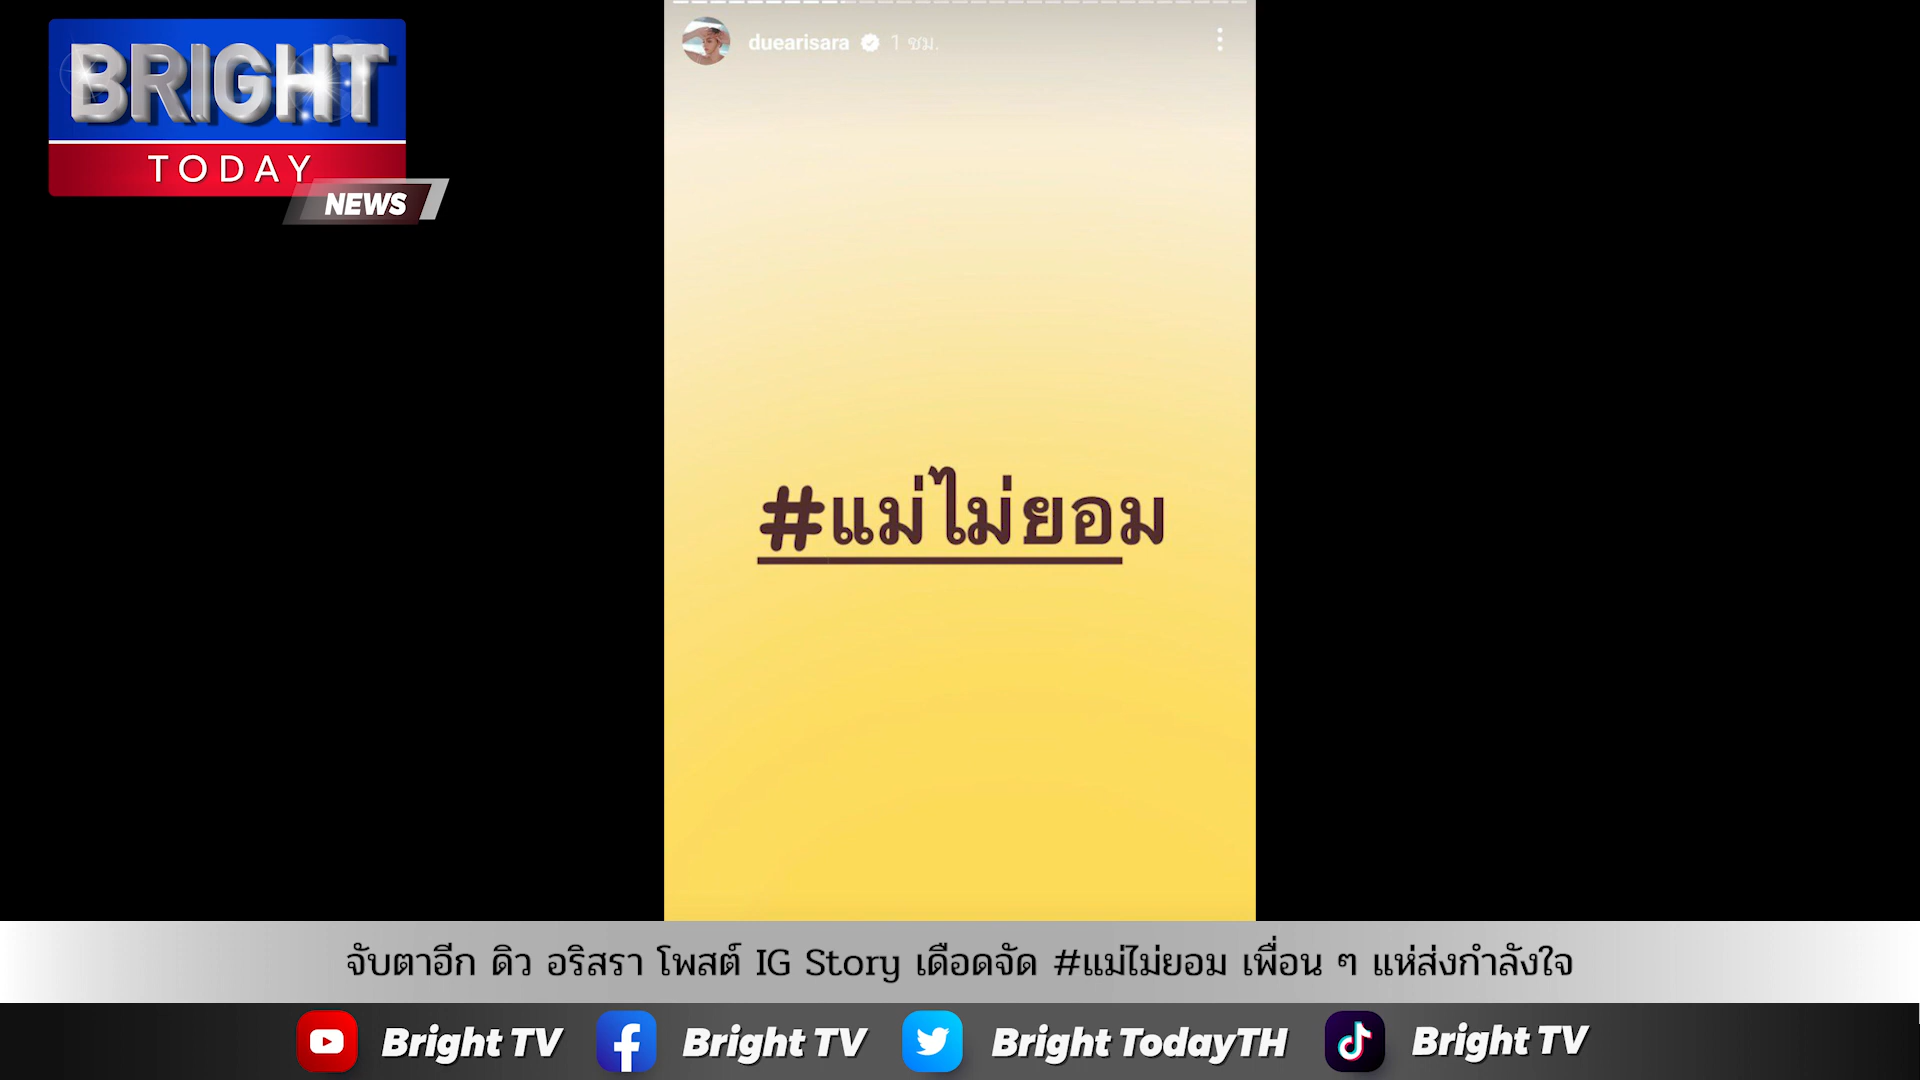 BRIGHT
TODAY
NEWS
duearisara 1 ชม.
#แม่ไม่ยอม
จับตาอีก ดิว อริสรา โพสต์ IG Story เดือดจัด #แม่ไม่ยอม เพื่อน ๆ แห่ส่งกำลังใจ
Bright TV Bright TV Bright TodayTH Bright TV